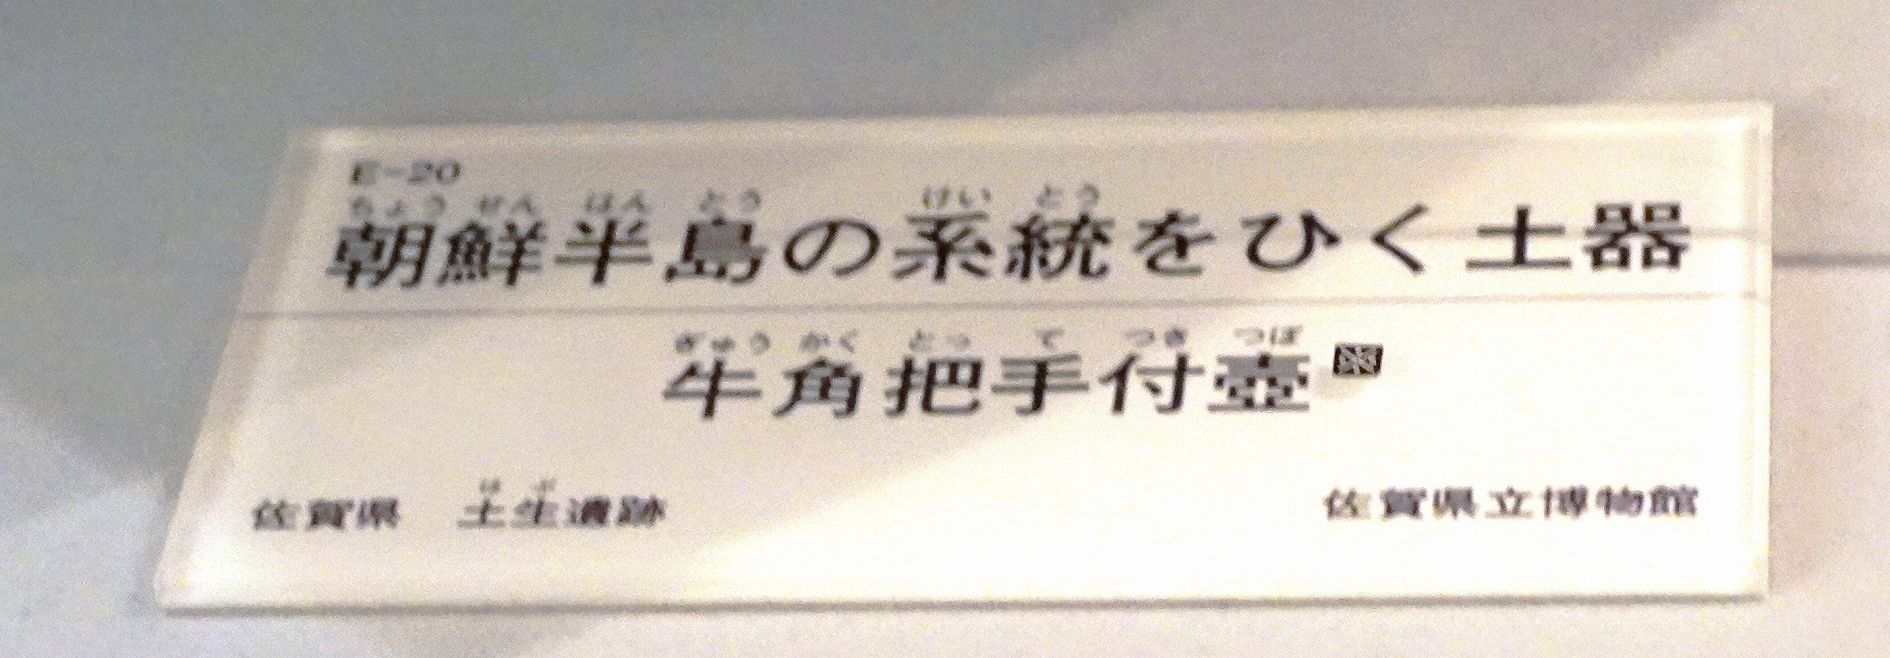 E-20
ちょう せん はん とう けい とう
朝鮮半島の系統をひく土器
ぎゅう かく とっ て つき つぼ
牛角把手付壺
は ぶ
佐賀県 土生遺跡 佐賀県立博物館